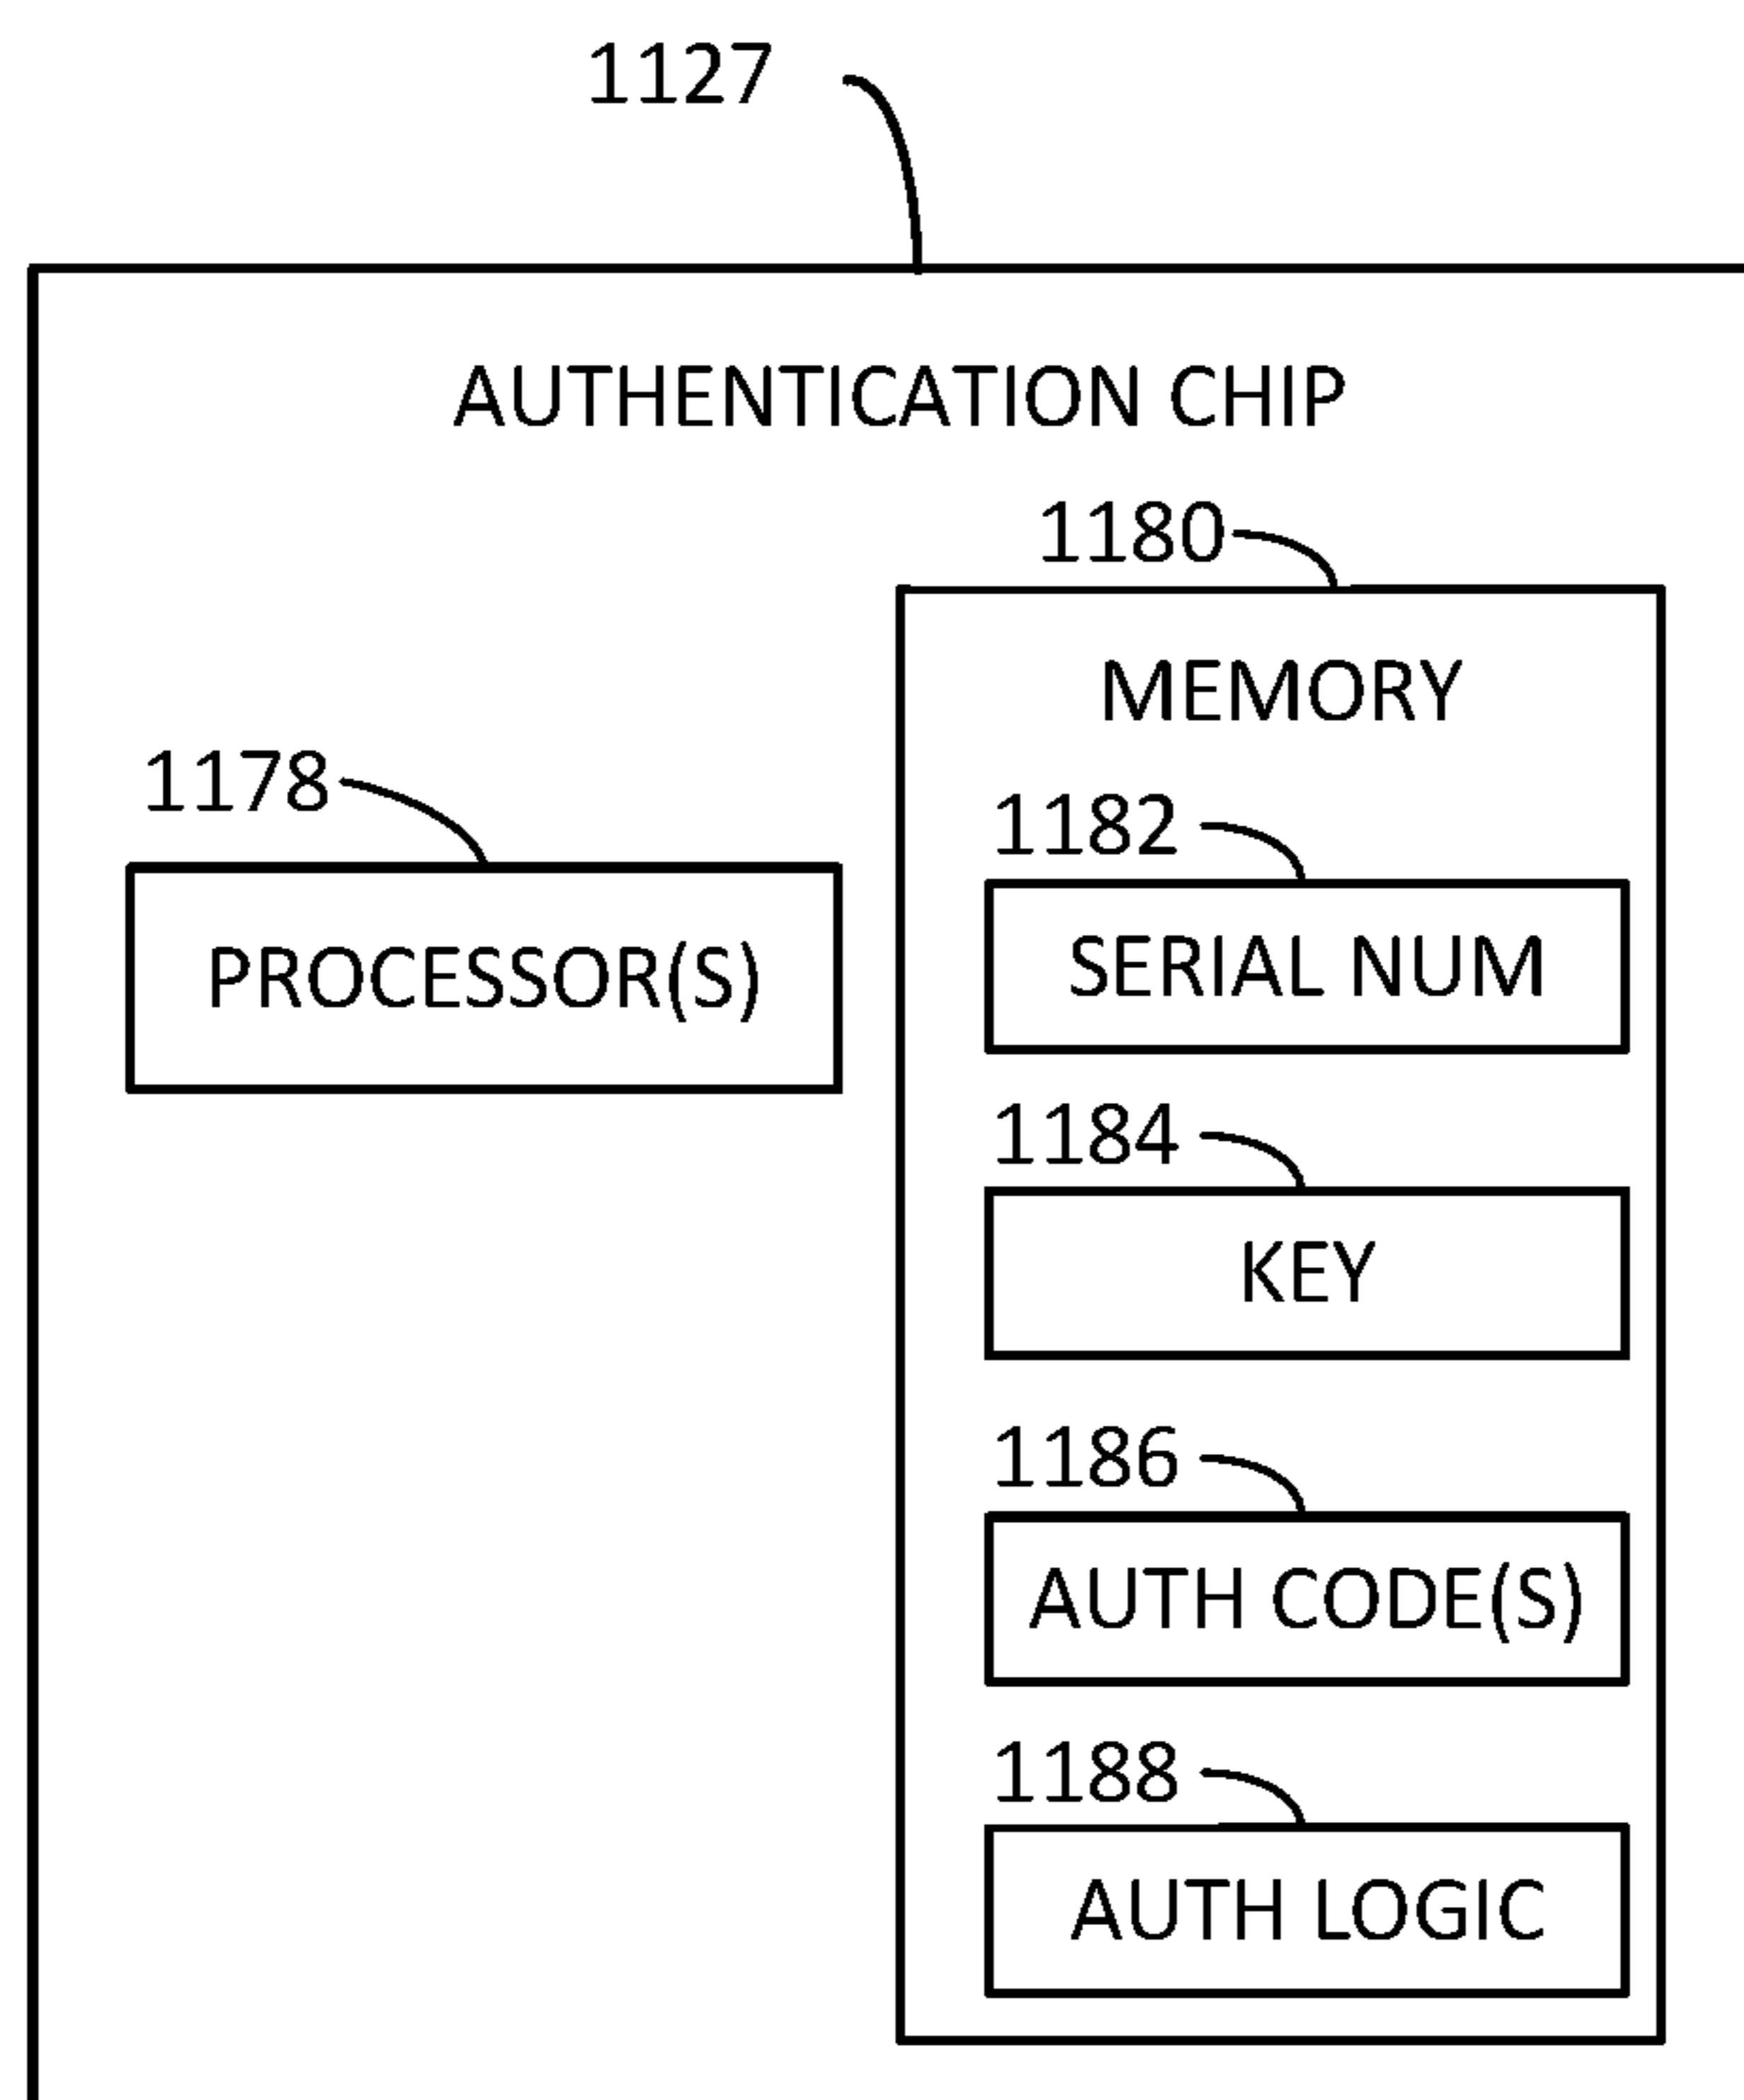 1127
AUTHENTICATION CHIP
1180
MEMORY
1178
PROCESSOR(S)
1182
SERIAL NUM
1184
KEY
1186
AUTH CODE(S)
1188
AUTH LOGIC